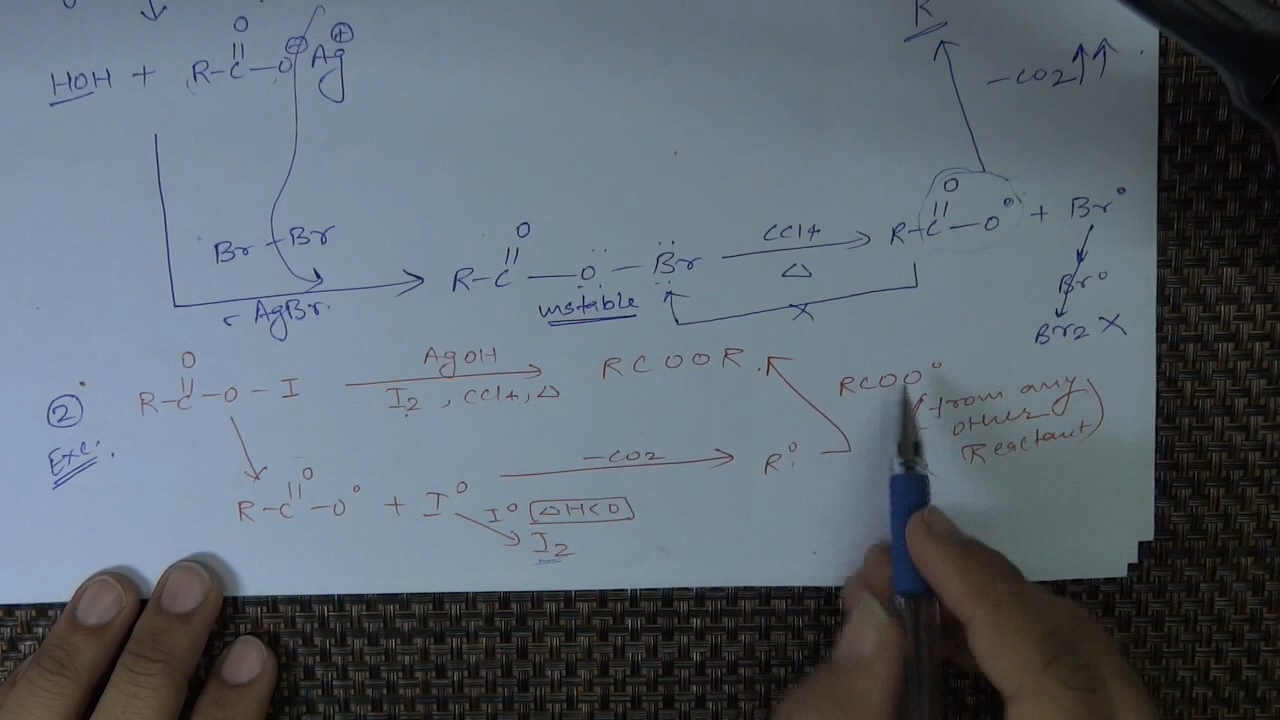 R
- CO2 ↑↑
O
HOH + R-C-O⊖ Ag⊕
Br - Br
- AgBr.
O
R-C-O-Br
unstable
CCl4
Δ
O
R-C-O° + Br°
Br°
Br2 X
X
②
Exc:
O
R-C-O-I
AgOH
I2, CCl4, Δ
RCOOR.
RCOO°
(from any
other
Reactant)
O
R-C-O° + I°
I° ΔH<0
I2
-CO2
R°